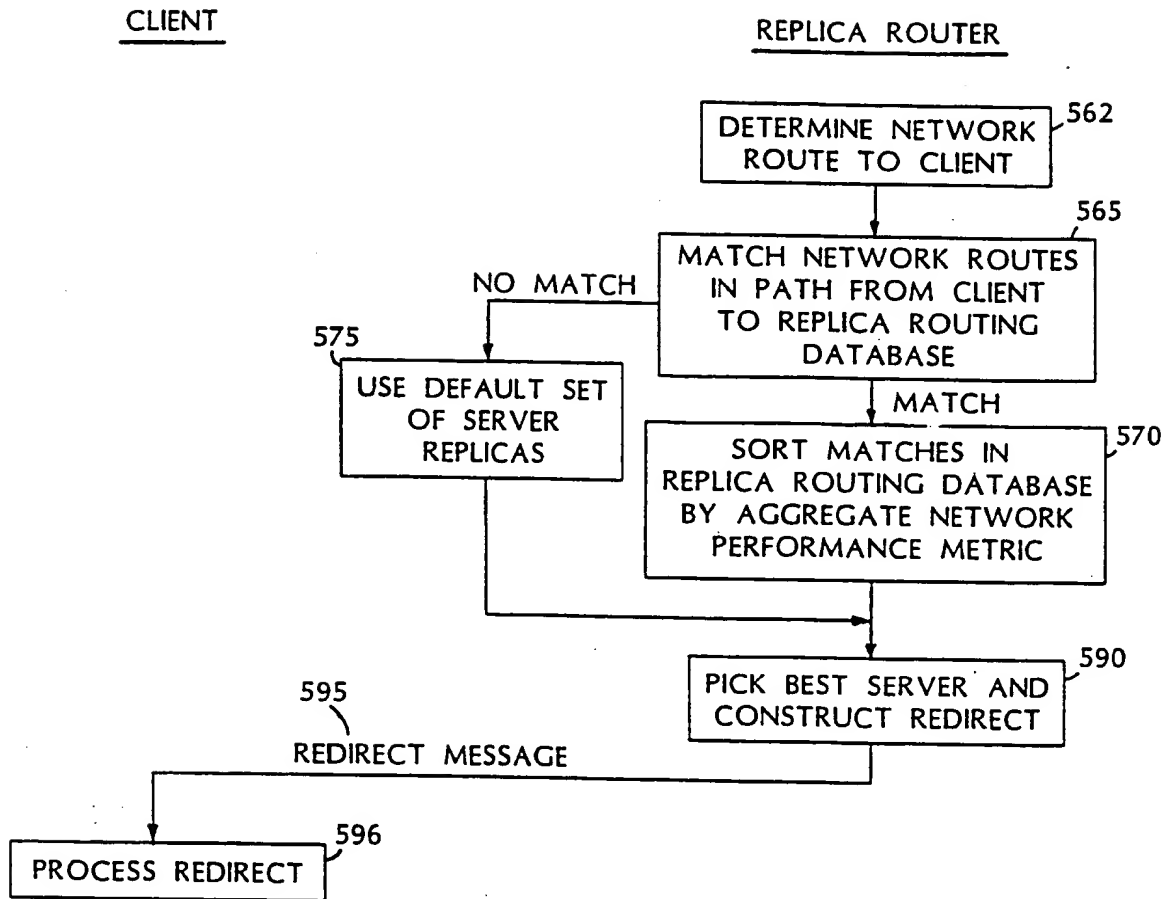 CLIENT
REPLICA ROUTER
562
DETERMINE NETWORK
ROUTE TO CLIENT
565
MATCH NETWORK ROUTES
IN PATH FROM CLIENT
TO REPLICA ROUTING
DATABASE
NO MATCH
575
USE DEFAULT SET
OF SERVER
REPLICAS
MATCH
570
SORT MATCHES IN
REPLICA ROUTING DATABASE
BY AGGREGATE NETWORK
PERFORMANCE METRIC
590
PICK BEST SERVER AND
CONSTRUCT REDIRECT
595
REDIRECT MESSAGE
596
PROCESS REDIRECT